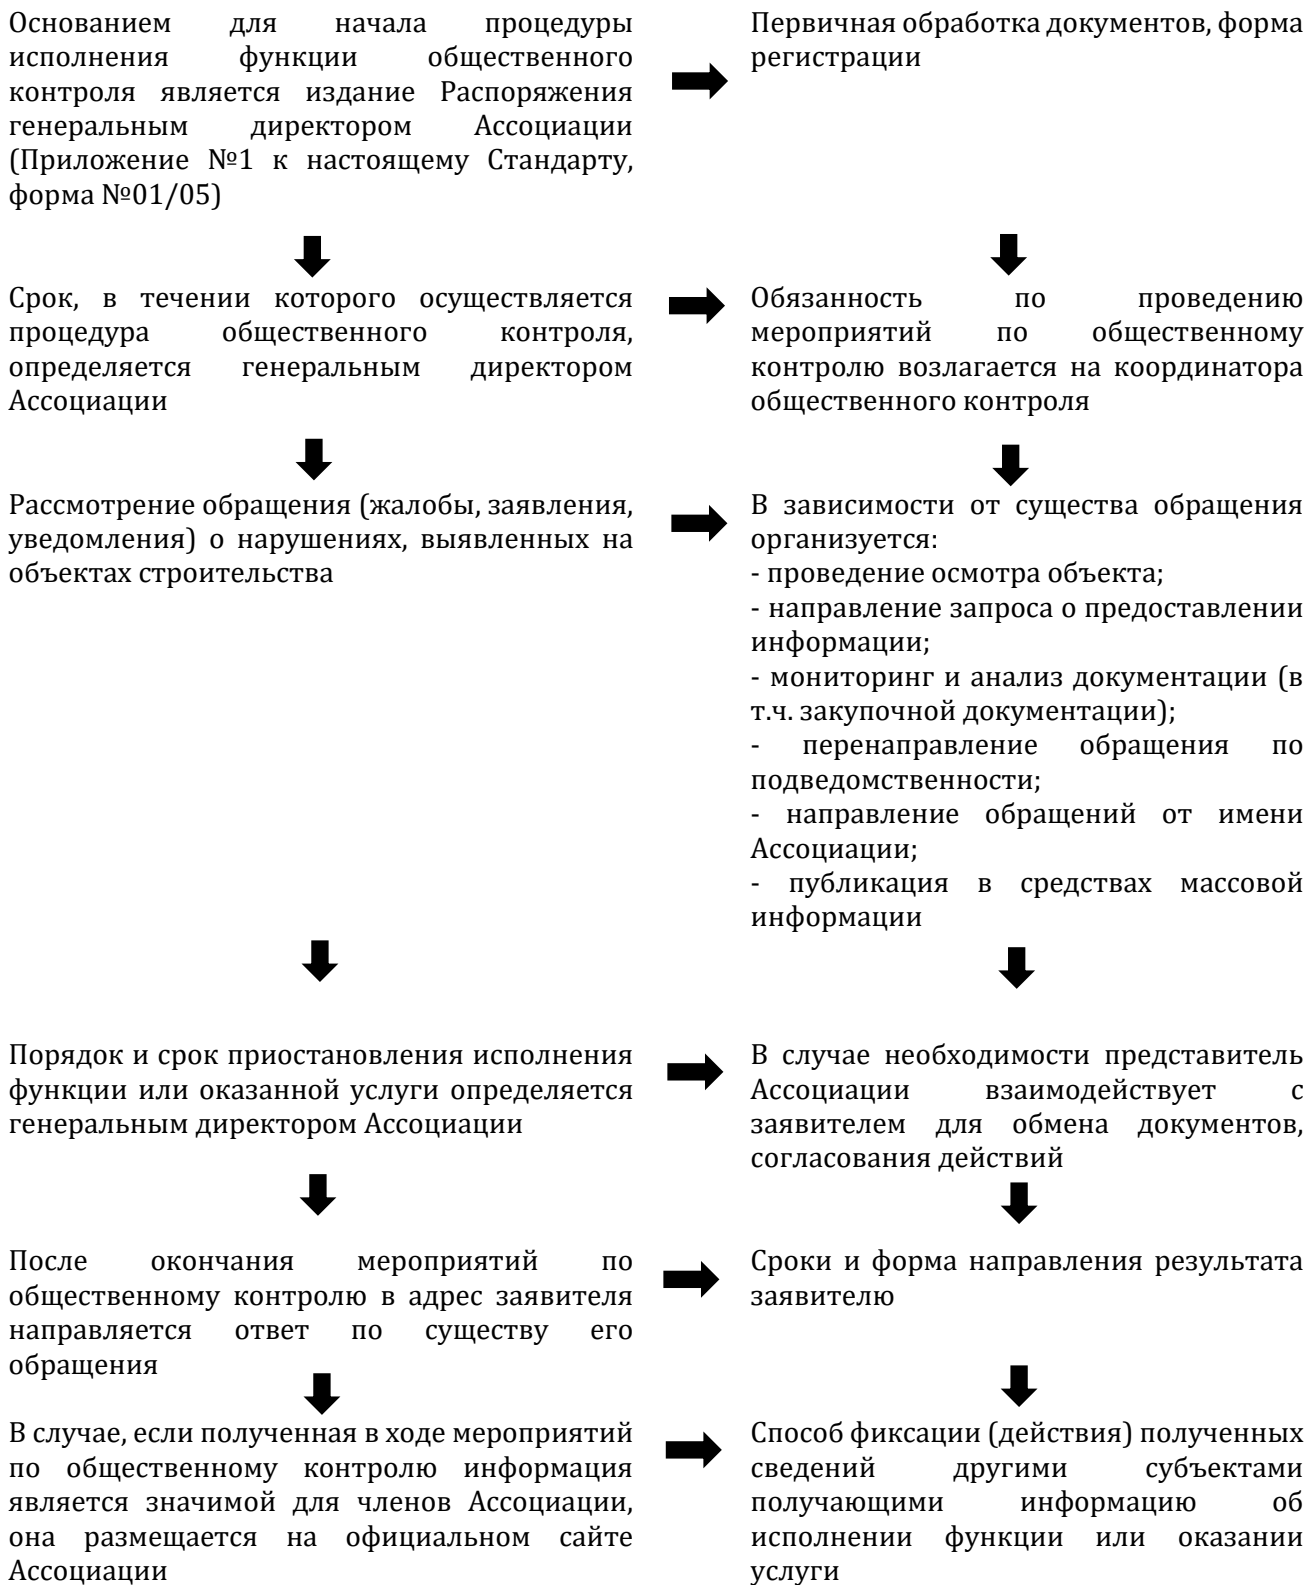 Основанием для начала процедуры
исполнения функции общественного
контроля является издание Распоряжения
генеральным директором Ассоциации
(Приложение №1 к настоящему Стандарту,
форма №01/05)
Первичная обработка документов, форма
регистрации
Срок, в течении которого осуществляется
процедура общественного контроля,
определяется генеральным директором
Ассоциации
Обязанность по проведению
мероприятий по общественному
контролю возлагается на координатора
общественного контроля
Рассмотрение обращения (жалобы, заявления,
уведомления) о нарушениях, выявленных на
объектах строительства
В зависимости от существа обращения
организуется:
- проведение осмотра объекта;
- направление запроса о предоставлении
информации;
- мониторинг и анализ документации (в
т.ч. закупочной документации);
- перенаправление обращения по
подведомственности;
- направление обращений от имени
Ассоциации;
- публикация в средствах массовой
информации
Порядок и срок приостановления исполнения
функции или оказанной услуги определяется
генеральным директором Ассоциации
В случае необходимости представитель
Ассоциации взаимодействует с
заявителем для обмена документов,
согласования действий
После окончания мероприятий по
общественному контролю в адрес заявителя
направляется ответ по существу его
обращения
Сроки и форма направления результата
заявителю
В случае, если полученная в ходе мероприятий
по общественному контролю информация
является значимой для членов Ассоциации,
она размещается на официальном сайте
Ассоциации
Способ фиксации (действия) полученных
сведений другими субъектами
получающими информацию об
исполнении функции или оказании
услуги